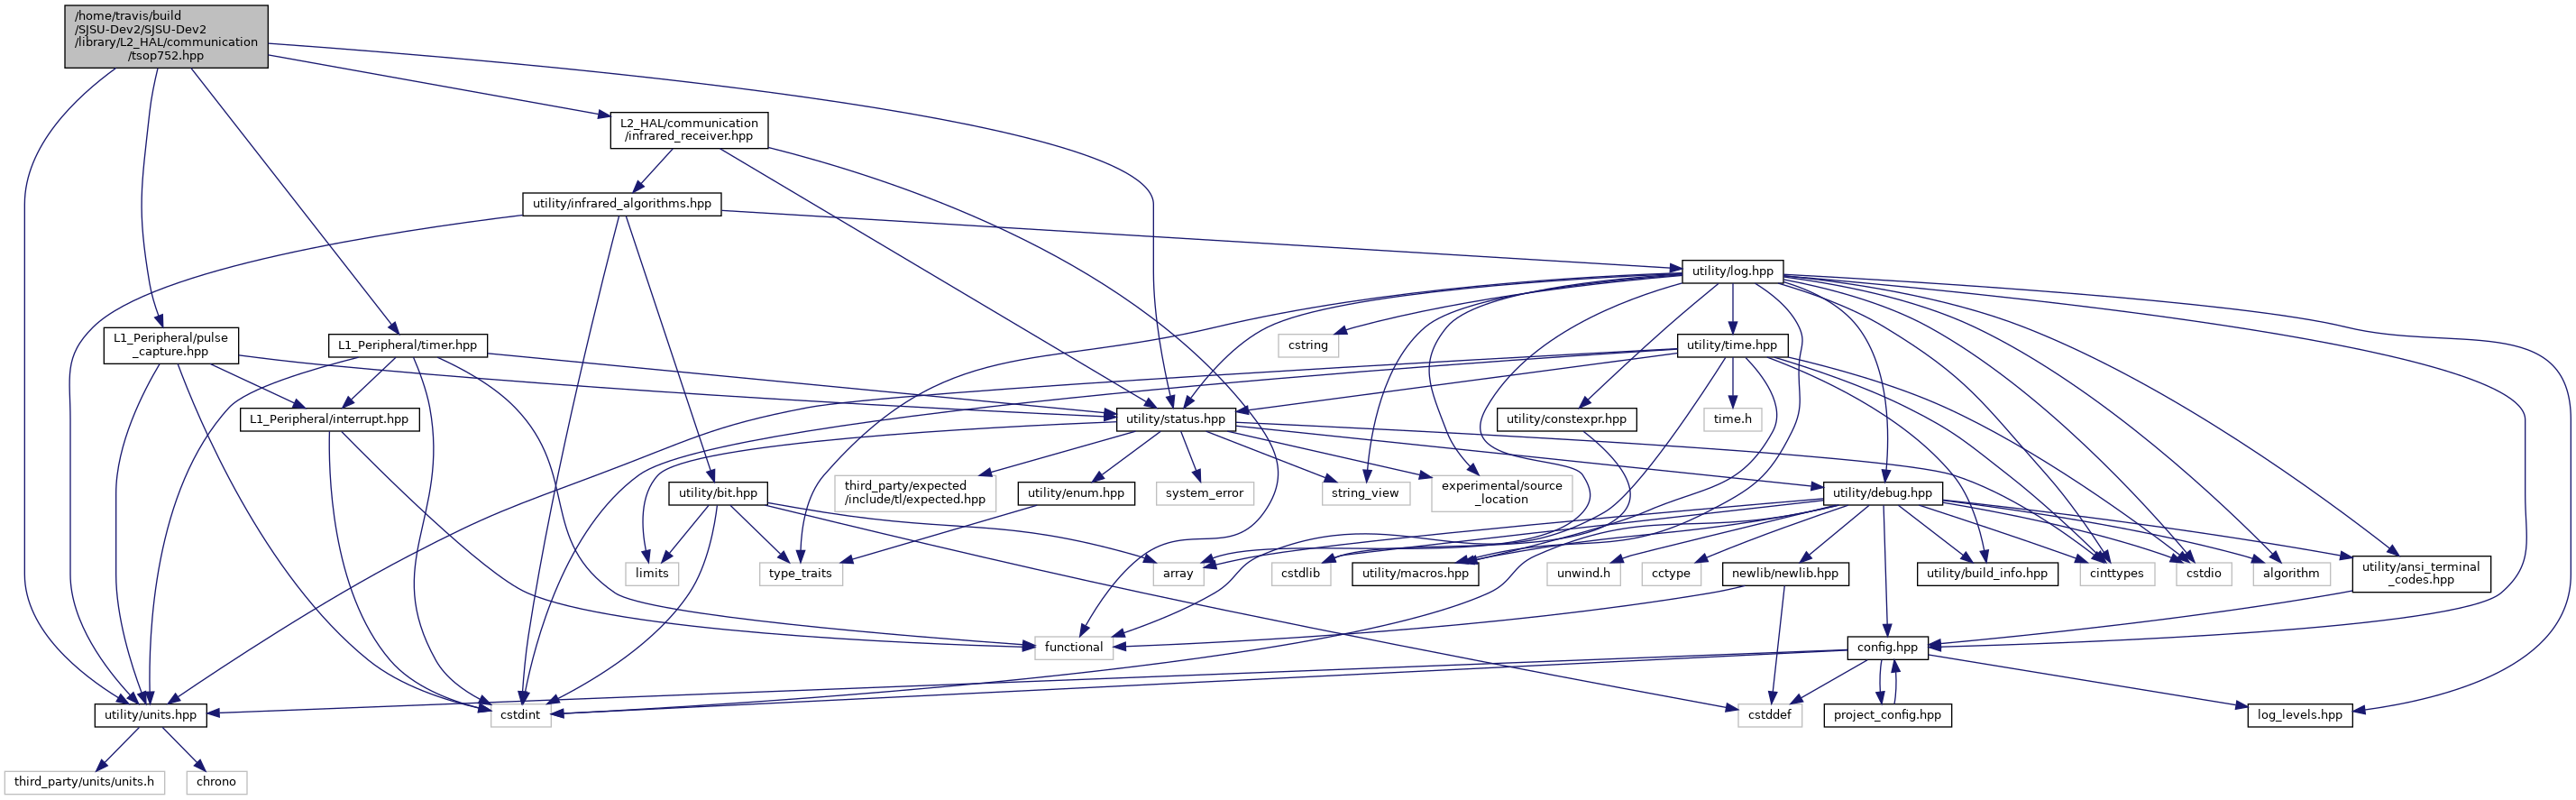 /home/travis/build
/SJSU-Dev2/SJSU-Dev2
/library/L2_HAL/communication
/tsop752.hpp
L2_HAL/communication
/infrared_receiver.hpp
utility/infrared_algorithms.hpp
utility/log.hpp
L1_Peripheral/pulse
_capture.hpp
L1_Peripheral/timer.hpp
cstring
utility/time.hpp
L1_Peripheral/interrupt.hpp
utility/status.hpp
utility/constexpr.hpp
time.h
utility/bit.hpp
third_party/expected
/include/tl/expected.hpp
utility/enum.hpp
system_error
string_view
experimental/source
_location
utility/debug.hpp
limits
type_traits
array
cstdlib
utility/macros.hpp
unwind.h
cctype
newlib/newlib.hpp
utility/build_info.hpp
cinttypes
cstdio
algorithm
utility/ansi_terminal
_codes.hpp
functional
config.hpp
utility/units.hpp
cstdint
cstddef
project_config.hpp
log_levels.hpp
third_party/units/units.h
chrono